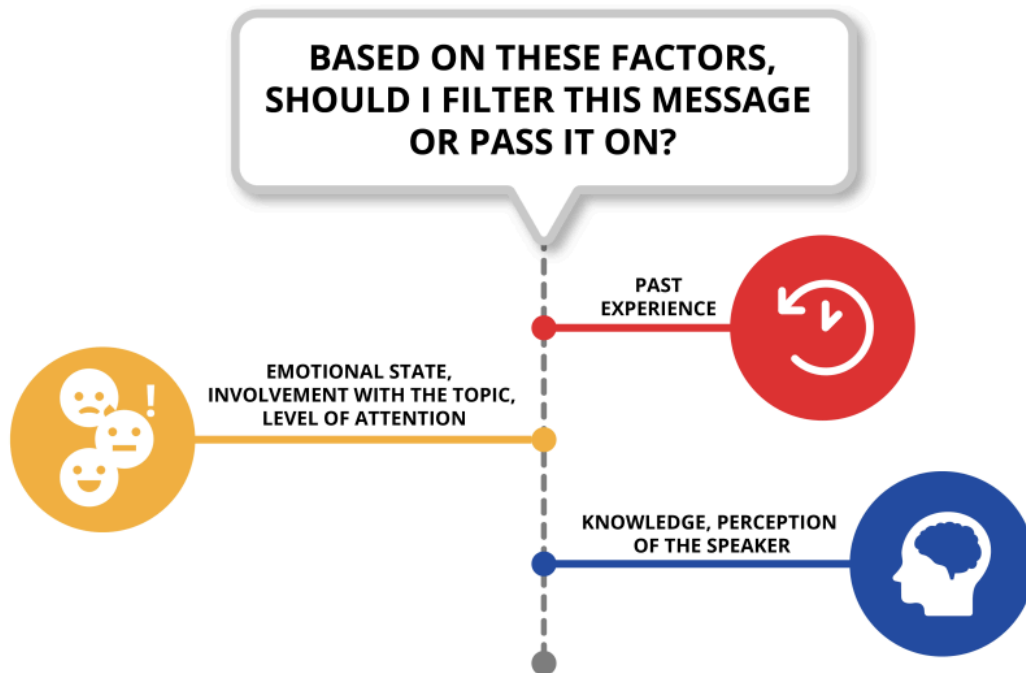 BASED ON THESE FACTORS,
SHOULD I FILTER THIS MESSAGE
OR PASS IT ON?
PAST
EXPERIENCE
EMOTIONAL STATE,
INVOLVEMENT WITH THE TOPIC,
LEVEL OF ATTENTION
KNOWLEDGE, PERCEPTION
OF THE SPEAKER